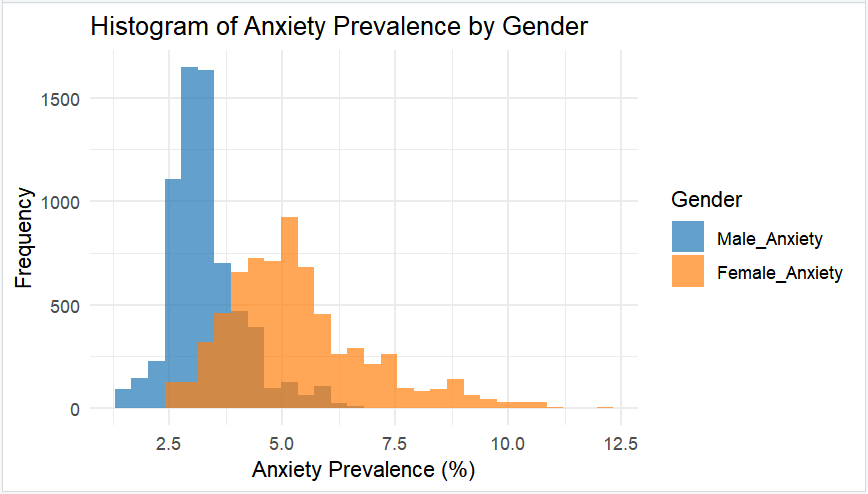 Histogram of Anxiety Prevalence by Gender
Frequency
1500
1000
500
0
2.5 5.0 7.5 10.0 12.5
Anxiety Prevalence (%)
Gender
Male_Anxiety
Female_Anxiety